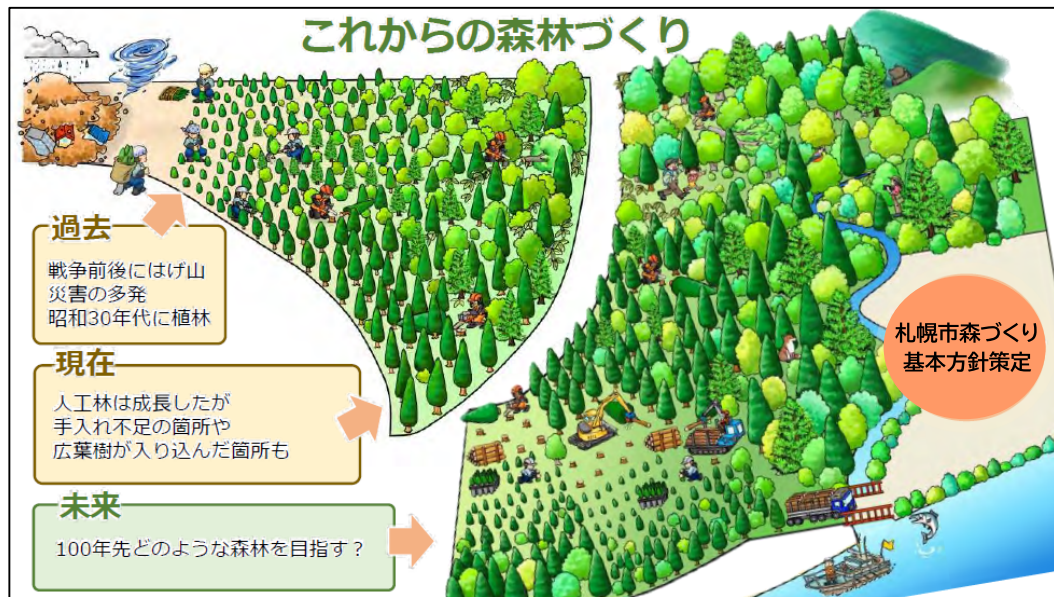 これからの森林づくり
過去
戦争前後にはげ山
災害の多発
昭和30年代に植林
現在
人工林は成長したが
手入れ不足の箇所や
広葉樹が入り込んだ箇所も
未来
100年先どのような森林を目指す？
札幌市森づくり
基本方針策定